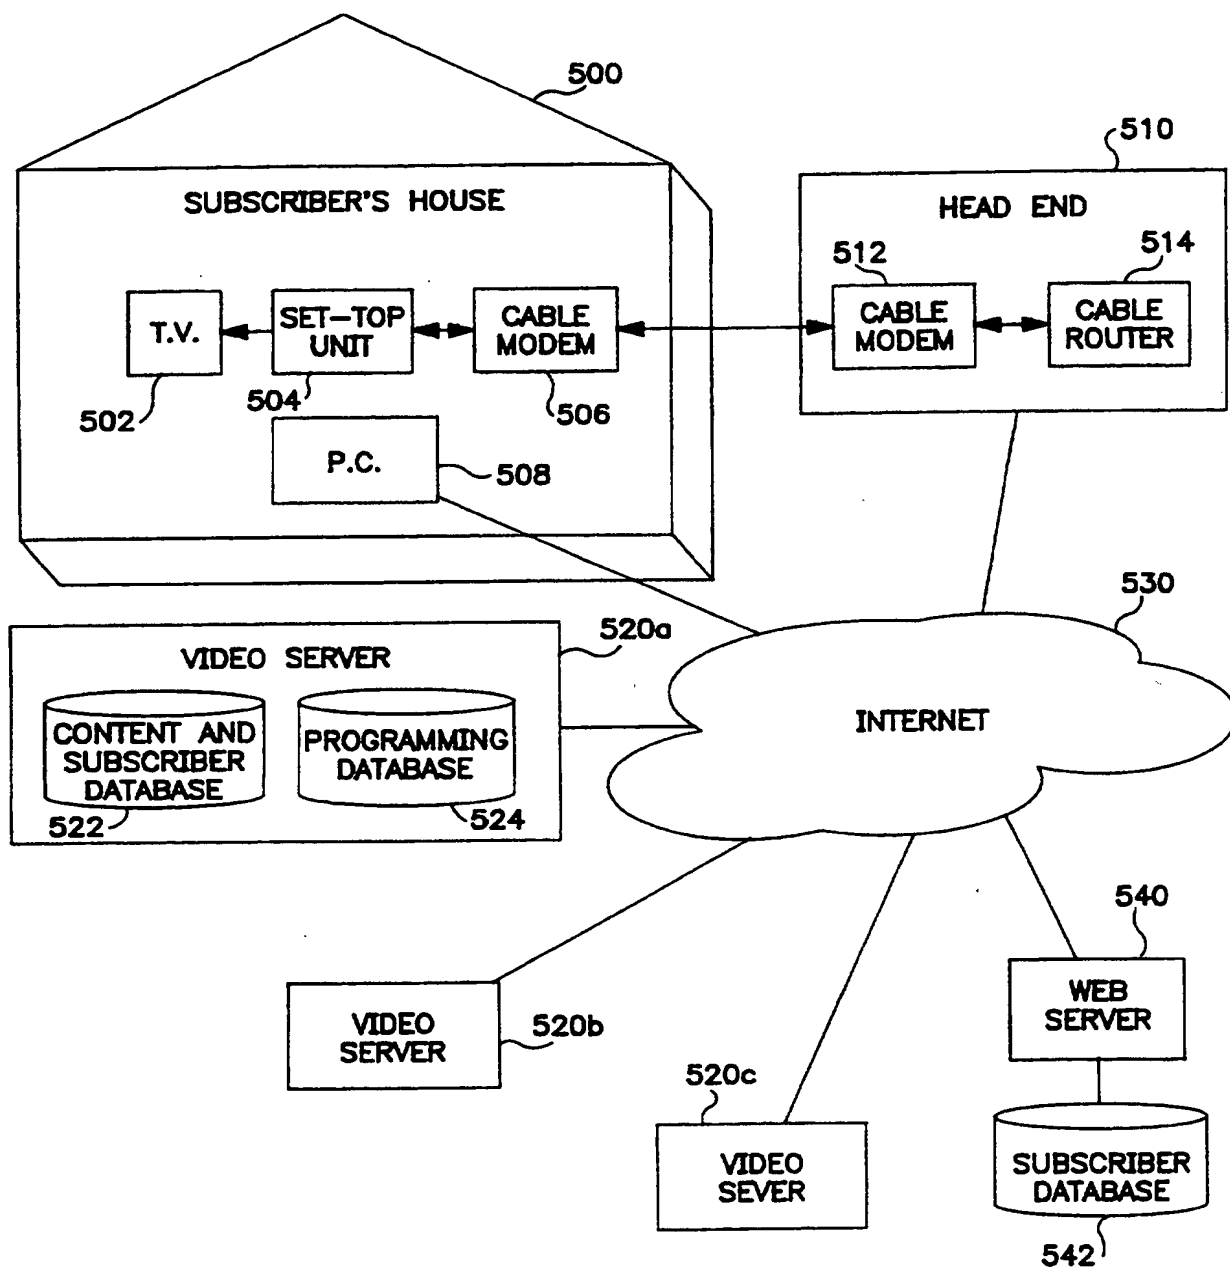 500
510
SUBSCRIBER'S HOUSE
HEAD END
512
514
T.V.
SET-TOP
UNIT
CABLE
MODEM
CABLE
MODEM
CABLE
ROUTER
502
504
506
P.C.
508
530
520a
VIDEO SERVER
CONTENT AND
SUBSCRIBER
DATABASE
PROGRAMMING
DATABASE
INTERNET
522
524
540
WEB
SERVER
VIDEO
SERVER
520b
520c
VIDEO
SEVER
SUBSCRIBER
DATABASE
542